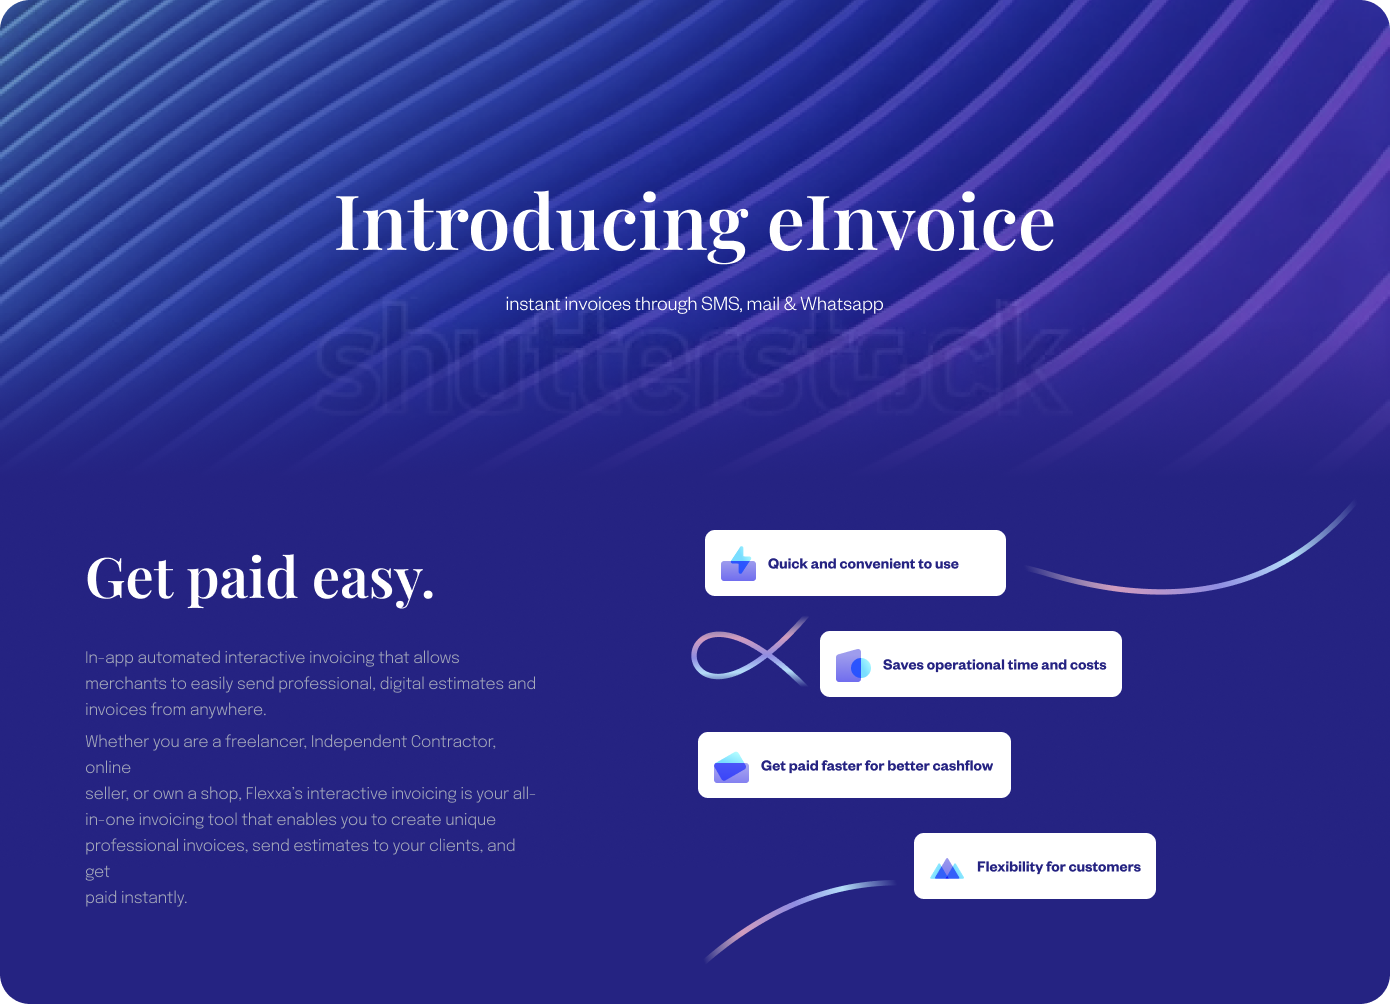 Introducing eInvoice
instant invoices through SMS, mail & Whatsapp
shutterstock
Get paid easy.
In-app automated interactive invoicing that allows
merchants to easily send professional, digital estimates and
invoices from anywhere.
Whether you are a freelancer, Independent Contractor,
online
seller, or own a shop, Flexxa’s interactive invoicing is your all-
in-one invoicing tool that enables you to create unique
professional invoices, send estimates to your clients, and
get
paid instantly.
Quick and convenient to use
Saves operational time and costs
Get paid faster for better cashflow
Flexibility for customers